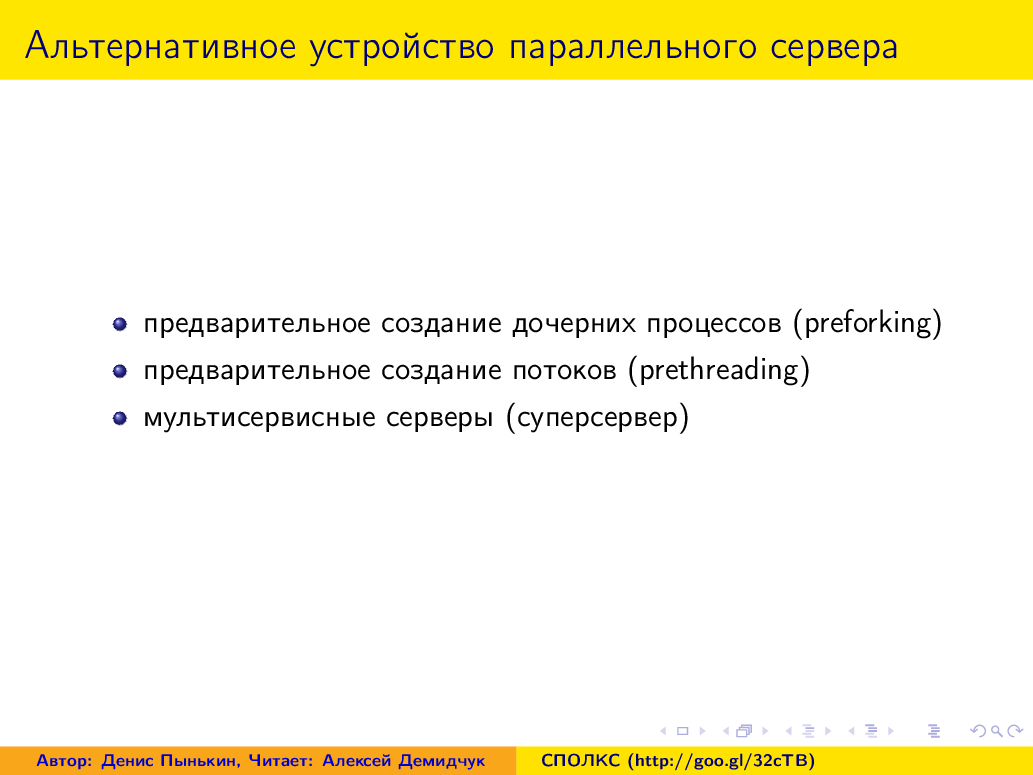 Альтернативное устройство параллельного сервера
предварительное создание дочерних процессов (preforking)
предварительное создание потоков (prethreading)
мультисервисные серверы (суперсервер)
Автор: Денис Пынькин, Читает: Алексей Демидчук
СПОЛКС (http://goo.gl/32cTB)